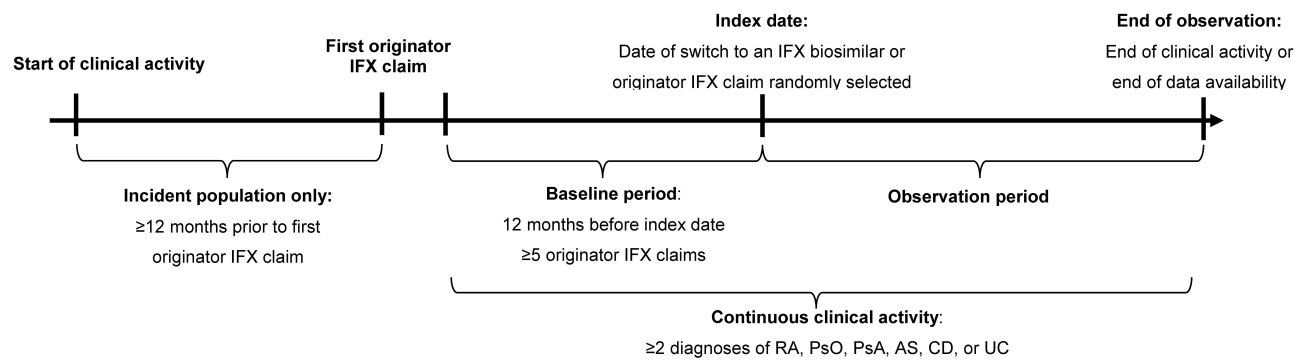 Start of clinical activity
First originator
IFX claim
Index date:
Date of switch to an IFX biosimilar or
originator IFX claim randomly selected
End of observation:
End of clinical activity or
end of data availability
Incident population only:
≥12 months prior to first
originator IFX claim
Baseline period:
12 months before index date
≥5 originator IFX claims
Observation period
Continuous clinical activity:
≥2 diagnoses of RA, PsO, PsA, AS, CD, or UC